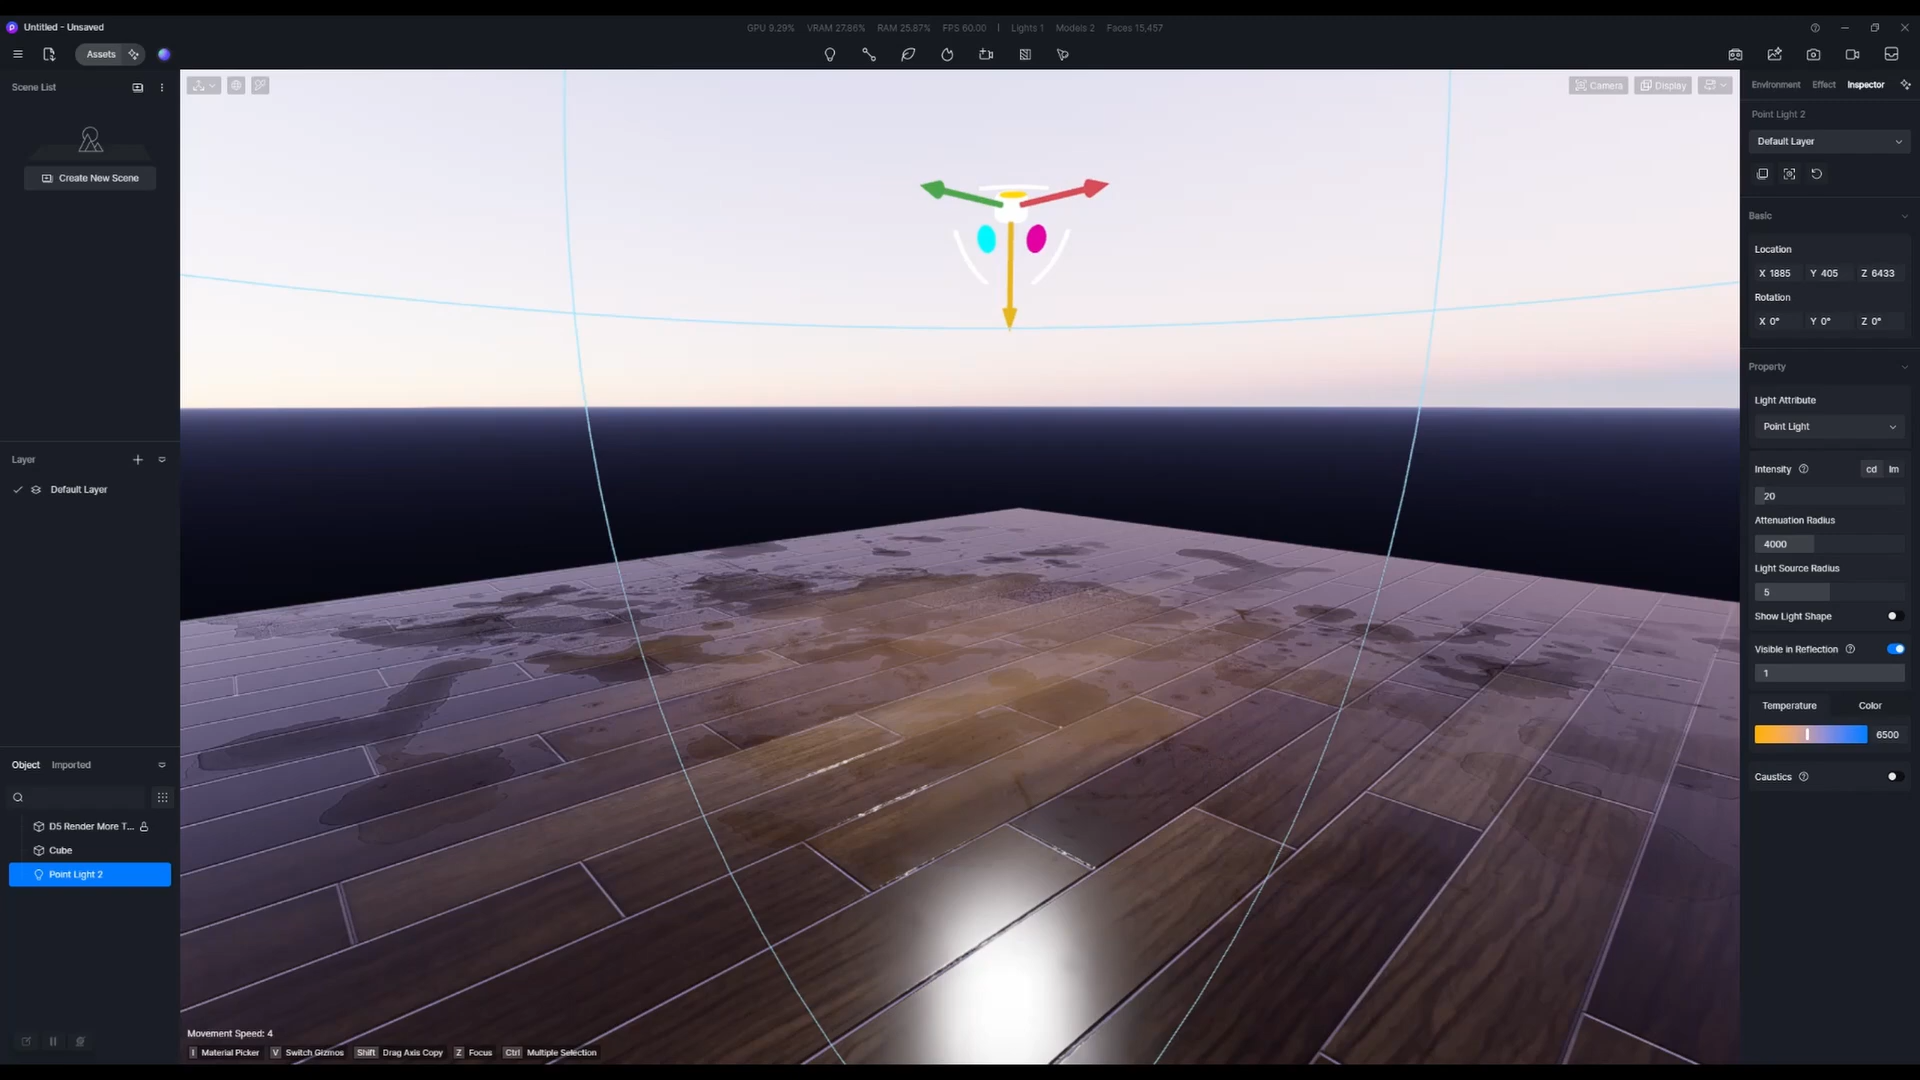 Untitled - Unsaved
GPU 9.29% VRAM 27.86% RAM 25.87% FPS 60.00 | Lights 1 Models 2 Faces 15,457
Assets
Scene List
Create New Scene
Camera
Display
Layer
Default Layer
Object Imported
D5 Render More T...
Cube
Point Light 2
Movement Speed: 4
I Material Picker V Switch Gizmos Shift Drag Axis Copy Z Focus Ctrl Multiple Selection
Environment Effect Inspector
Point Light 2
Default Layer
Basic
Location
X 1885 Y 405 Z 6433
Rotation
X 0° Y 0° Z 0°
Property
Light Attribute
Point Light
Intensity cd lm
20
Attenuation Radius
4000
Light Source Radius
5
Show Light Shape
Visible in Reflection
1
Temperature Color
6500
Caustics